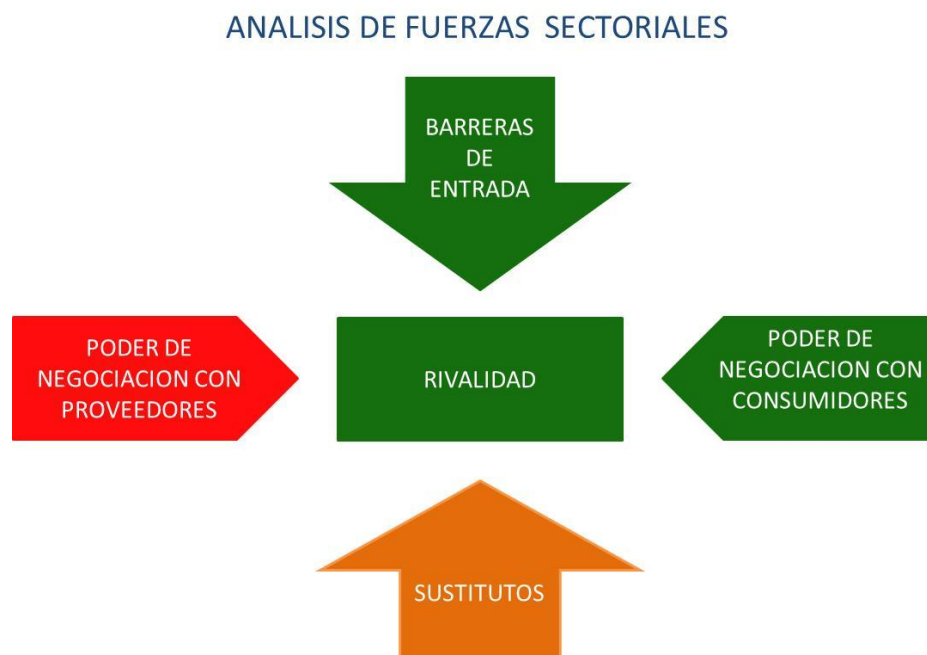 ANALISIS DE FUERZAS SECTORIALES
BARRERAS
DE
ENTRADA
PODER DE
NEGOCIACION CON
PROVEEDORES
RIVALIDAD
PODER DE
NEGOCIACION CON
CONSUMIDORES
SUSTITUTOS